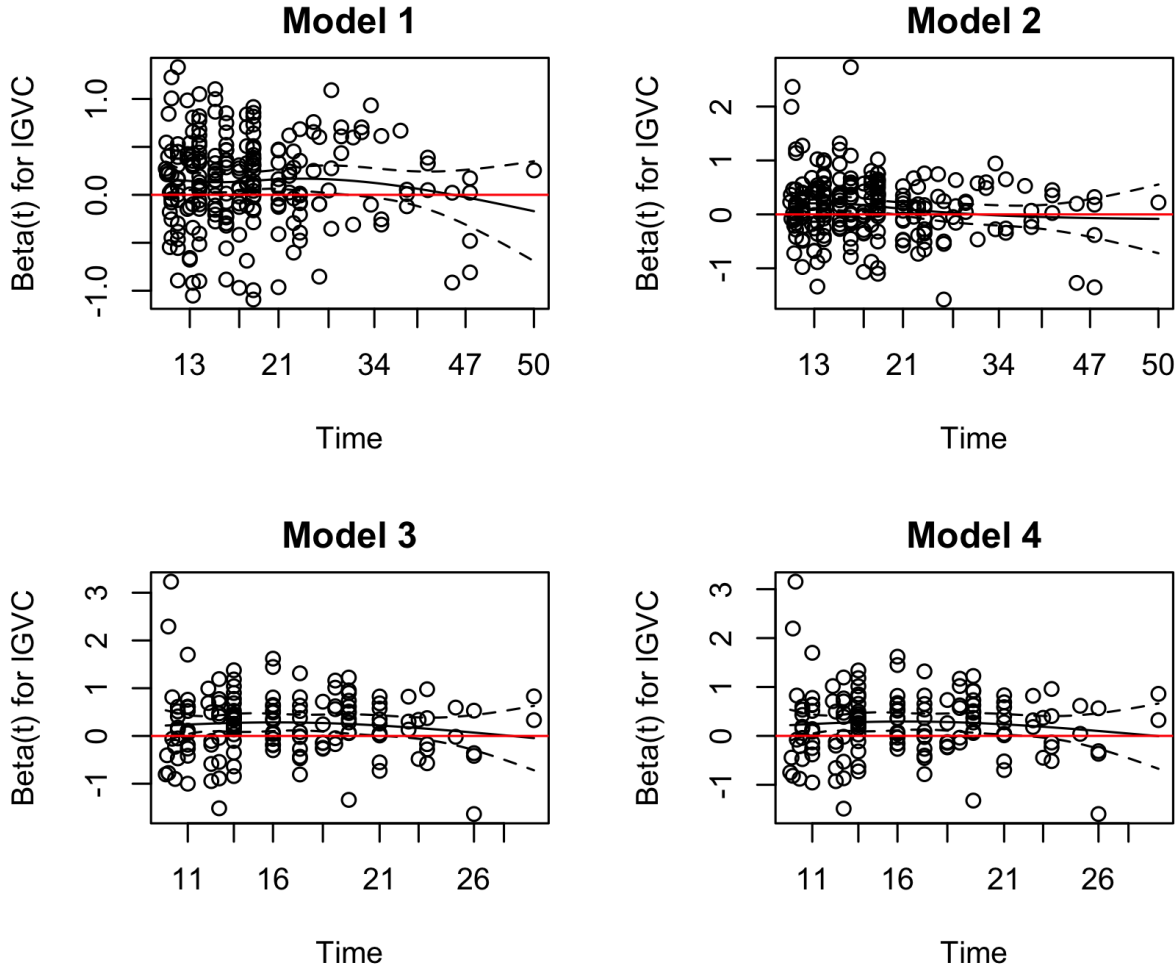 Model 1
Beta(t) for IGVC
1.0
0.0
-1.0
13 21 34 47 50
Time
Model 2
Beta(t) for IGVC
2
1
0
-1
13 21 34 47 50
Time
Model 3
Beta(t) for IGVC
3
2
1
0
-1
11 16 21 26
Time
Model 4
Beta(t) for IGVC
3
2
1
0
-1
11 16 21 26
Time